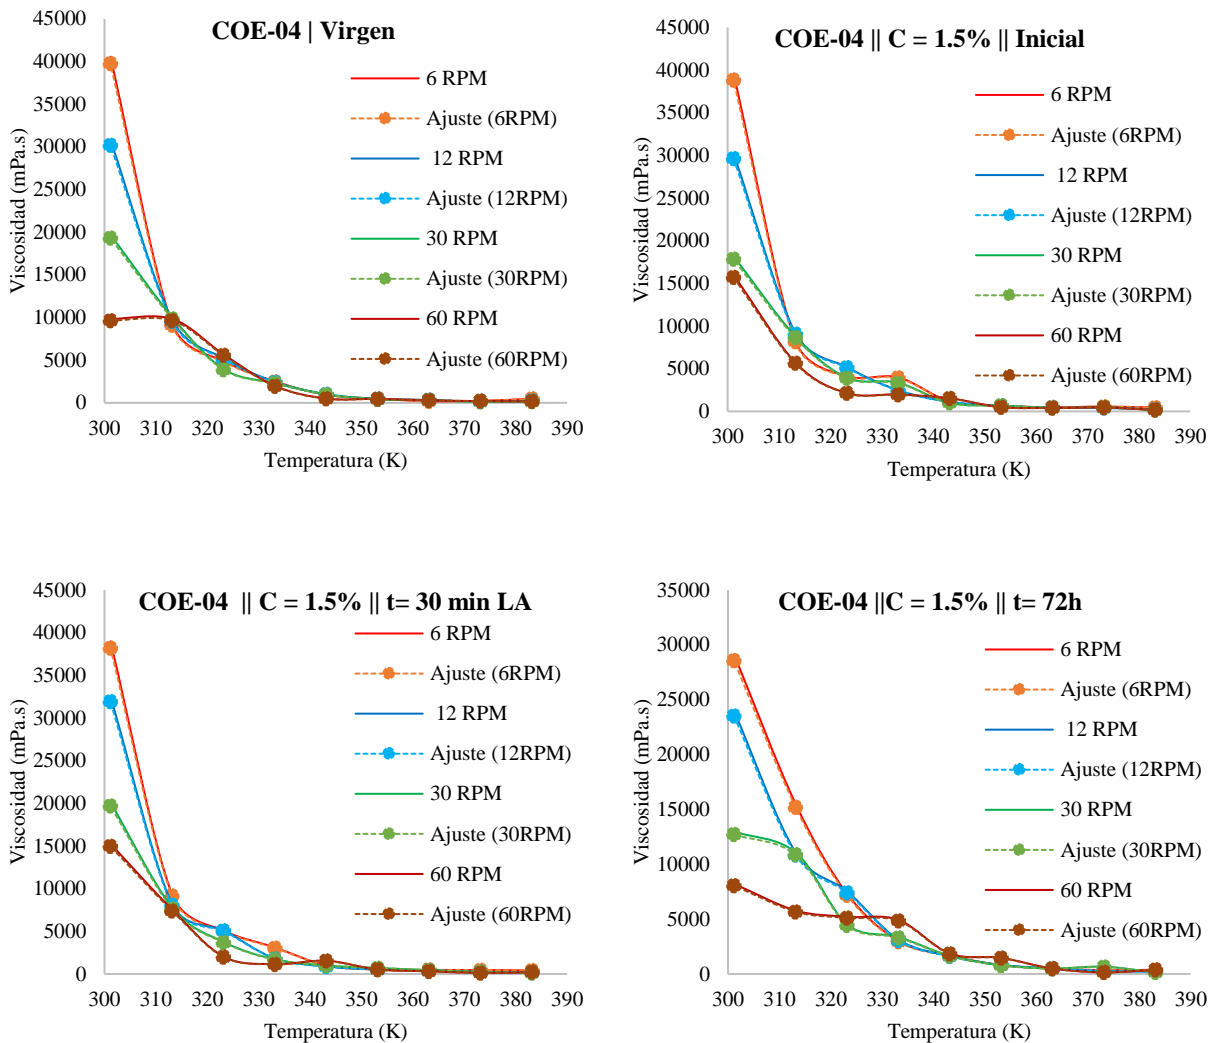 COE-04 | Virgen
Viscosidad (mPa.s)
45000
40000
35000
30000
25000
20000
15000
10000
5000
0
6 RPM
Ajuste (6RPM)
12 RPM
Ajuste (12RPM)
30 RPM
Ajuste (30RPM)
60 RPM
Ajuste (60RPM)
300 310 320 330 340 350 360 370 380 390
Temperatura (K)
COE-04 || C = 1.5% || Inicial
Viscosidad (mPa.s)
45000
40000
35000
30000
25000
20000
15000
10000
5000
0
6 RPM
Ajuste (6RPM)
12 RPM
Ajuste (12RPM)
30 RPM
Ajuste (30RPM)
60 RPM
Ajuste (60RPM)
300 310 320 330 340 350 360 370 380 390
Temperatura (K)
COE-04 || C = 1.5% || t= 30 min LA
Viscosidad (mPa.s)
45000
40000
35000
30000
25000
20000
15000
10000
5000
0
6 RPM
Ajuste (6RPM)
12 RPM
Ajuste (12RPM)
30 RPM
Ajuste (30RPM)
60 RPM
Ajuste (60RPM)
300 310 320 330 340 350 360 370 380 390
Temperatura (K)
COE-04 ||C = 1.5% || t= 72h
Viscosidad (mPa.s)
35000
30000
25000
20000
15000
10000
5000
0
6 RPM
Ajuste (6RPM)
12 RPM
Ajuste (12RPM)
30 RPM
Ajuste (30RPM)
60 RPM
Ajuste (60RPM)
300 310 320 330 340 350 360 370 380 390
Temperatura (K)